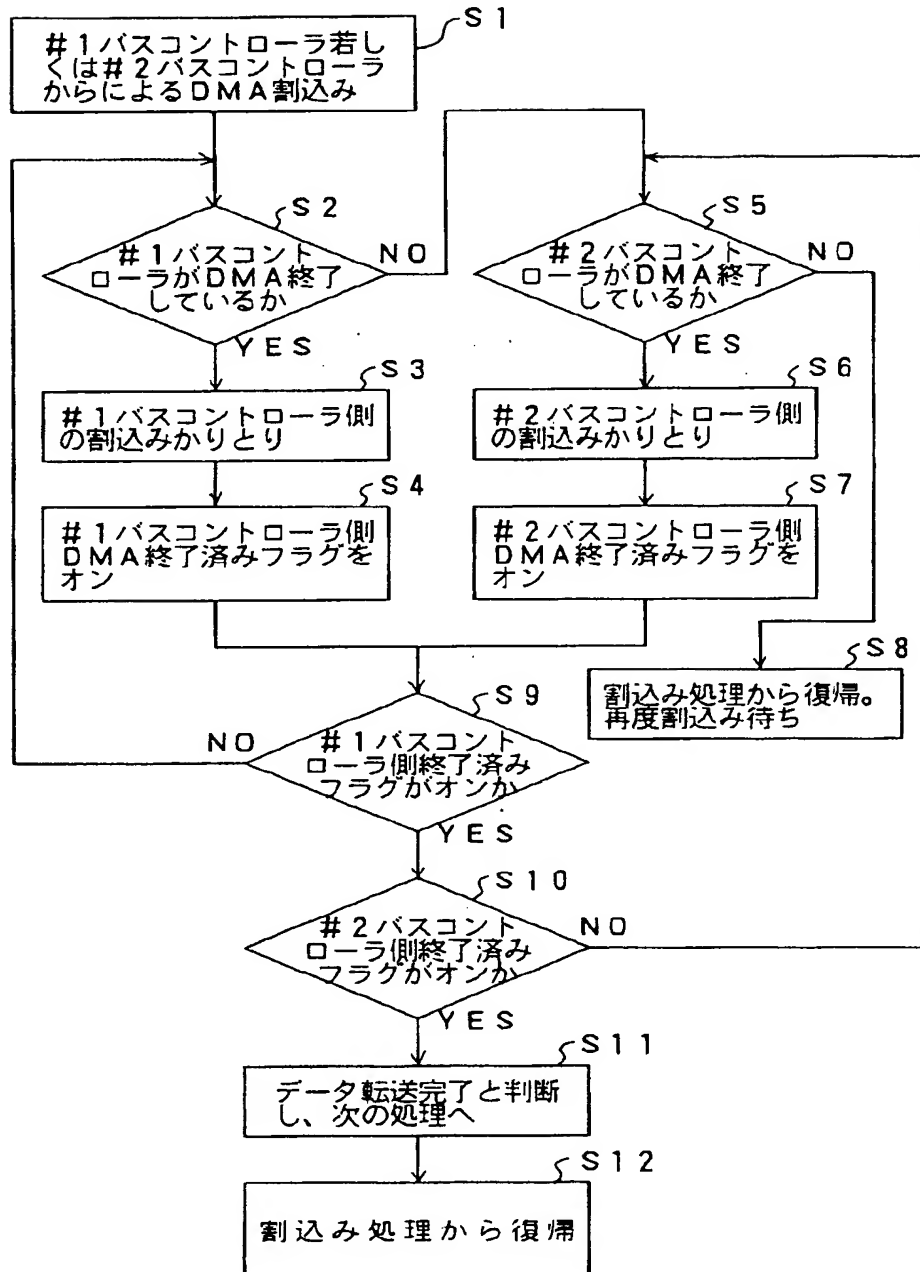 S1
#1バスコントローラ若し
くは#2バスコントローラ
からによるDMA割込み
S2
#1バスコント
ローラがDMA終了
しているか
NO
YES
S3
#1バスコントローラ側
の割込みかりとり
S4
#1バスコントローラ側
DMA終了済みフラグを
オン
S5
#2バスコント
ローラがDMA終了
しているか
NO
YES
S6
#2バスコントローラ側
の割込みかりとり
S7
#2バスコントローラ側
DMA終了済みフラグを
オン
S8
割込み処理から復帰。
再度割込み待ち
S9
#1バスコント
ローラ側終了済み
フラグがオンか
NO
YES
S10
#2バスコント
ローラ側終了済み
フラグがオンか
NO
YES
S11
データ転送完了と判断
し、次の処理へ
S12
割込み処理から復帰